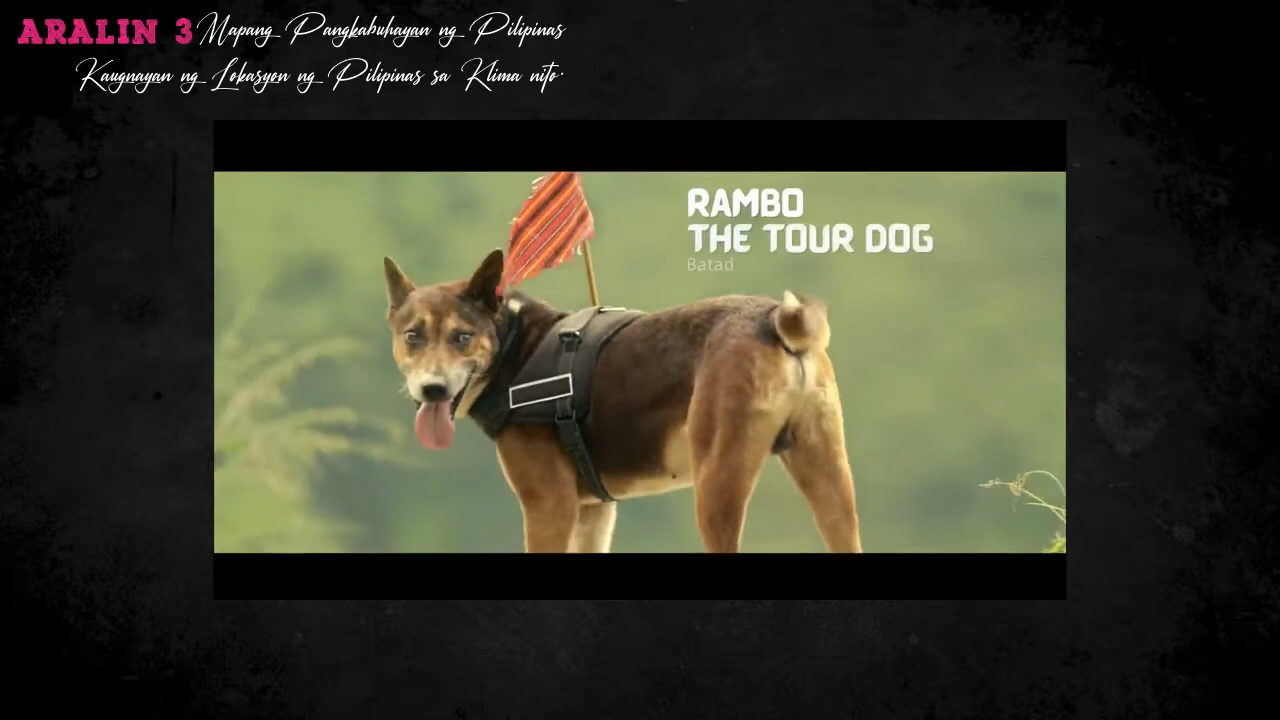 ARALIN 3 Mapang Pangkabuhayan ng Pilipinas
Kaugnayan ng Lokasyon ng Pilipinas sa Klima nito.
RAMBO
THE TOUR DOG
Batad